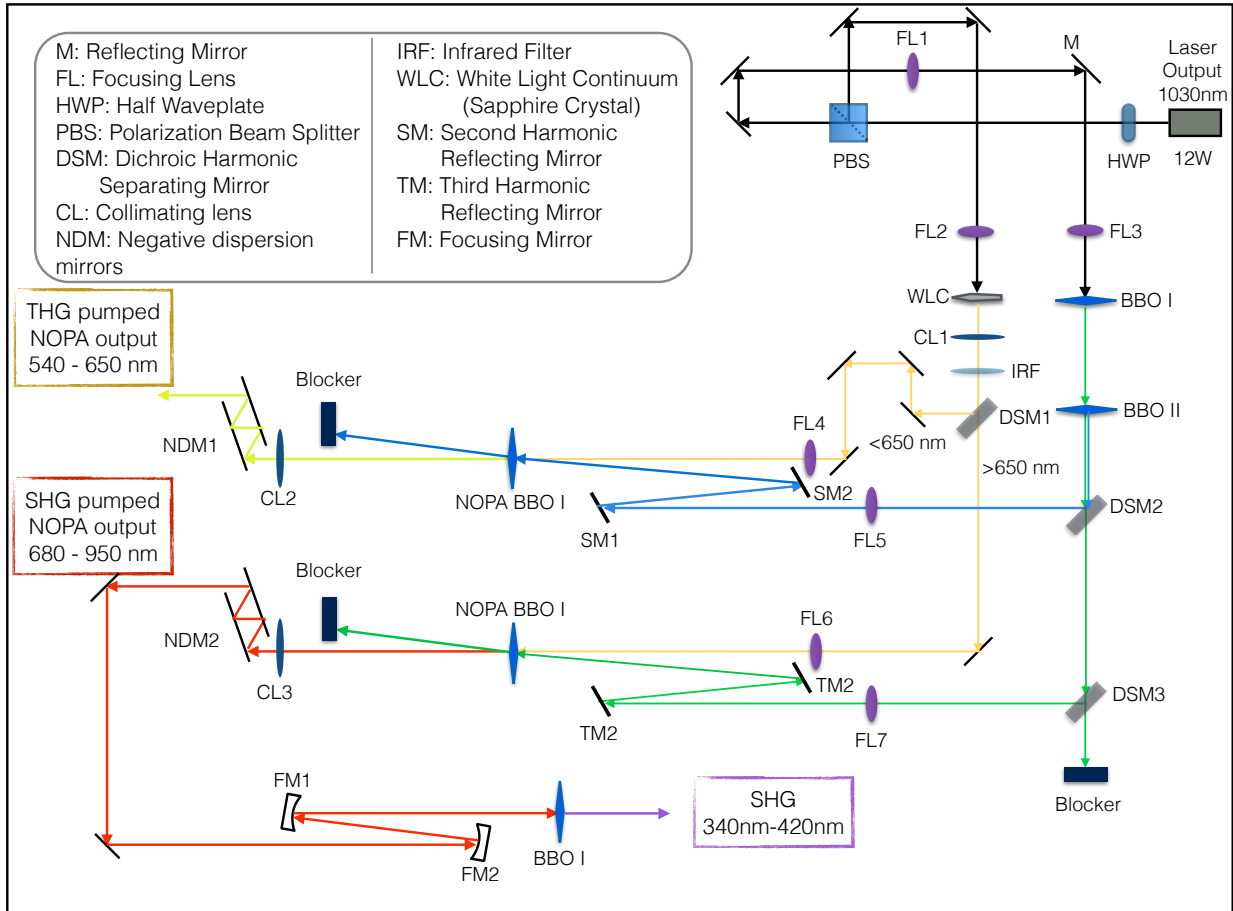 M: Reflecting Mirror
FL: Focusing Lens
HWP: Half Waveplate
PBS: Polarization Beam Splitter
DSM: Dichroic Harmonic
Separating Mirror
CL: Collimating lens
NDM: Negative dispersion
mirrors
IRF: Infrared Filter
WLC: White Light Continuum
(Sapphire Crystal)
SM: Second Harmonic
Reflecting Mirror
TM: Third Harmonic
Reflecting Mirror
FM: Focusing Mirror
FL1
M
Laser
Output
1030nm
PBS
HWP
12W
FL2
FL3
WLC
BBO I
CL1
IRF
DSM1
BBO II
<650 nm
>650 nm
THG pumped
NOPA output
540 - 650 nm
Blocker
NDM1
CL2
NOPA BBO I
FL4
SM2
SM1
FL5
DSM2
SHG pumped
NOPA output
680 - 950 nm
Blocker
NDM2
CL3
NOPA BBO I
FL6
TM2
TM2
FL7
DSM3
Blocker
FM1
FM2
BBO I
SHG
340nm-420nm